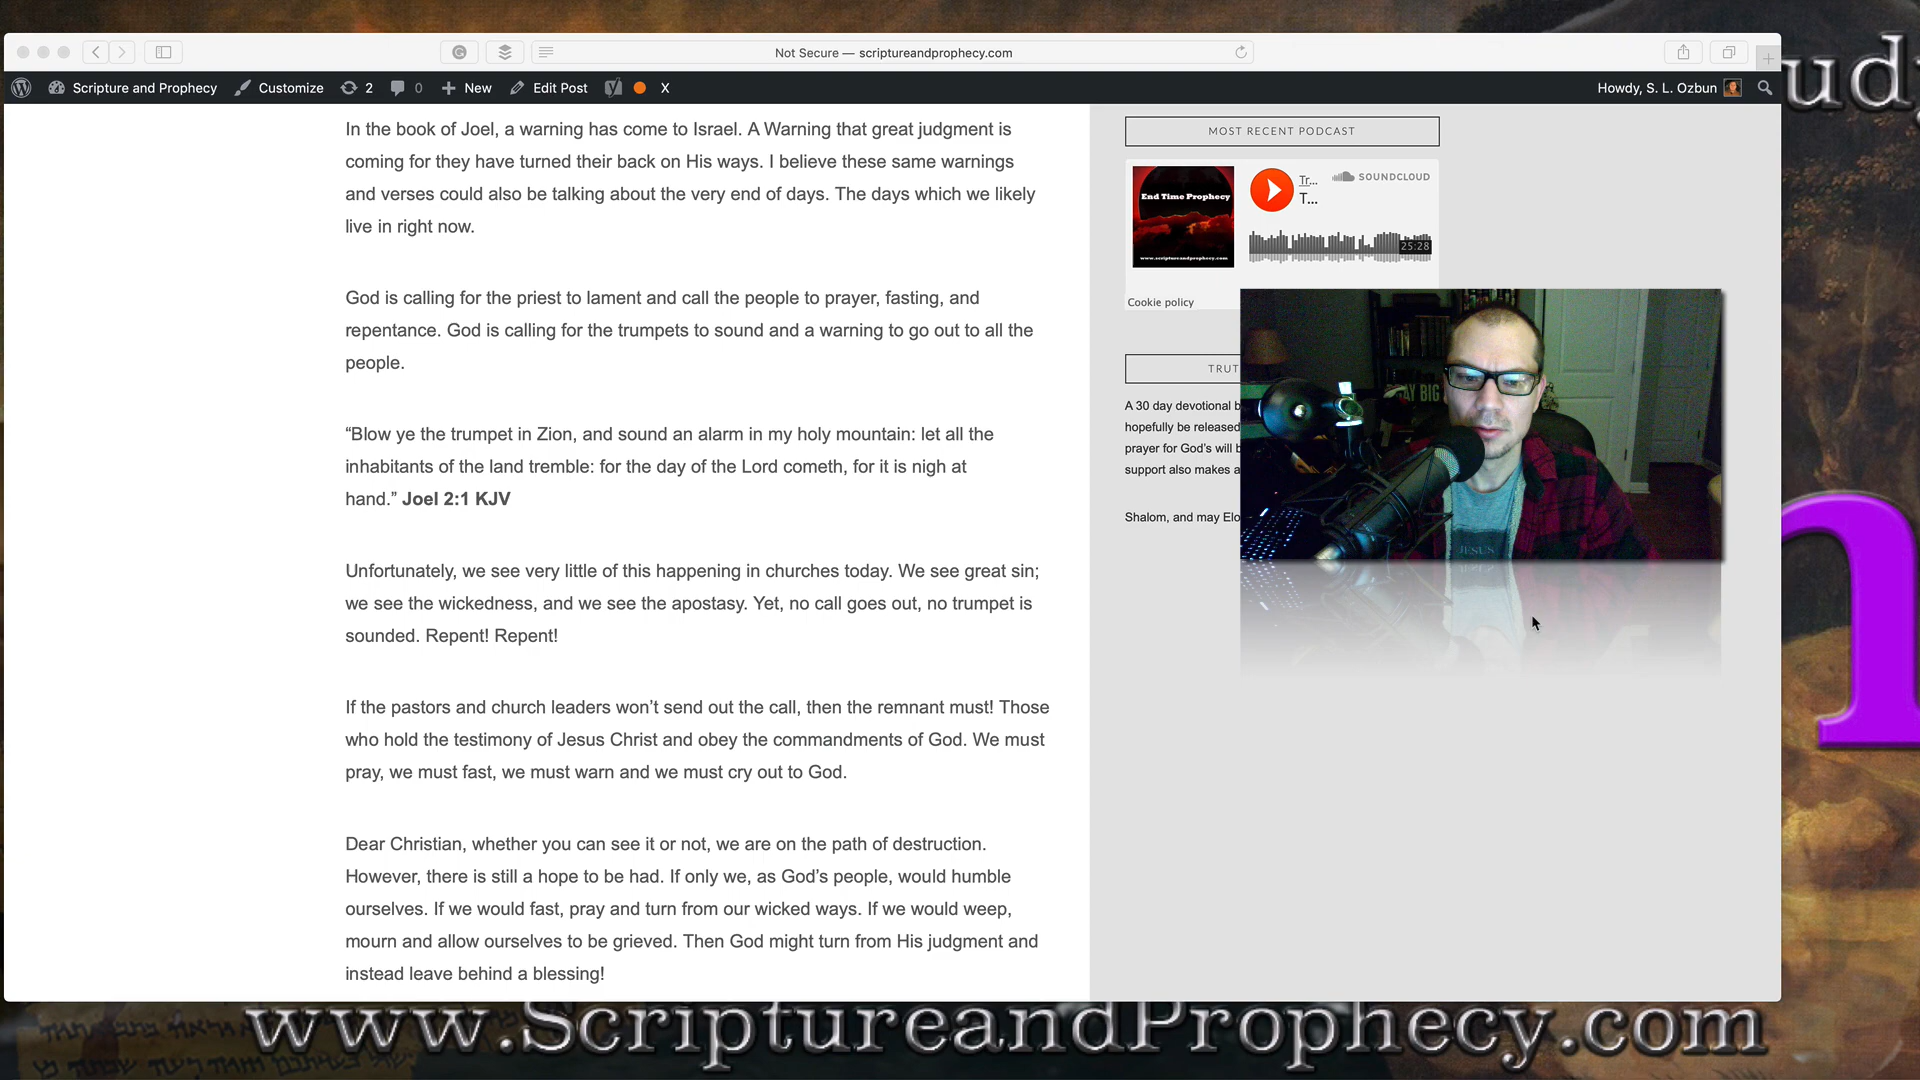 Not Secure — scriptureandprophecy.com
Scripture and Prophecy Customize 2 0 New Edit Post X Howdy, S. L. Ozbun
In the book of Joel, a warning has come to Israel. A Warning that great judgment is
coming for they have turned their back on His ways. I believe these same warnings
and verses could also be talking about the very end of days. The days which we likely
live in right now.
God is calling for the priest to lament and call the people to prayer, fasting, and
repentance. God is calling for the trumpets to sound and a warning to go out to all the
people.
“Blow ye the trumpet in Zion, and sound an alarm in my holy mountain: let all the
inhabitants of the land tremble: for the day of the Lord cometh, for it is nigh at
hand.” Joel 2:1 KJV
Unfortunately, we see very little of this happening in churches today. We see great sin;
we see the wickedness, and we see the apostasy. Yet, no call goes out, no trumpet is
sounded. Repent! Repent!
If the pastors and church leaders won’t send out the call, then the remnant must! Those
who hold the testimony of Jesus Christ and obey the commandments of God. We must
pray, we must fast, we must warn and we must cry out to God.
Dear Christian, whether you can see it or not, we are on the path of destruction.
However, there is still a hope to be had. If only we, as God’s people, would humble
ourselves. If we would fast, pray and turn from our wicked ways. If we would weep,
mourn and allow ourselves to be grieved. Then God might turn from His judgment and
instead leave behind a blessing!
MOST RECENT PODCAST
End Time Prophecy
www.scriptureandprophecy.com
Tr...
T...
SOUNDCLOUD
25:28
Cookie policy
TRUT
A 30 day devotional b
hopefully be released
prayer for God’s will b
support also makes a
Shalom, and may Elo
AY BIG
JESUS
ud
www.ScriptureandProphecy.com